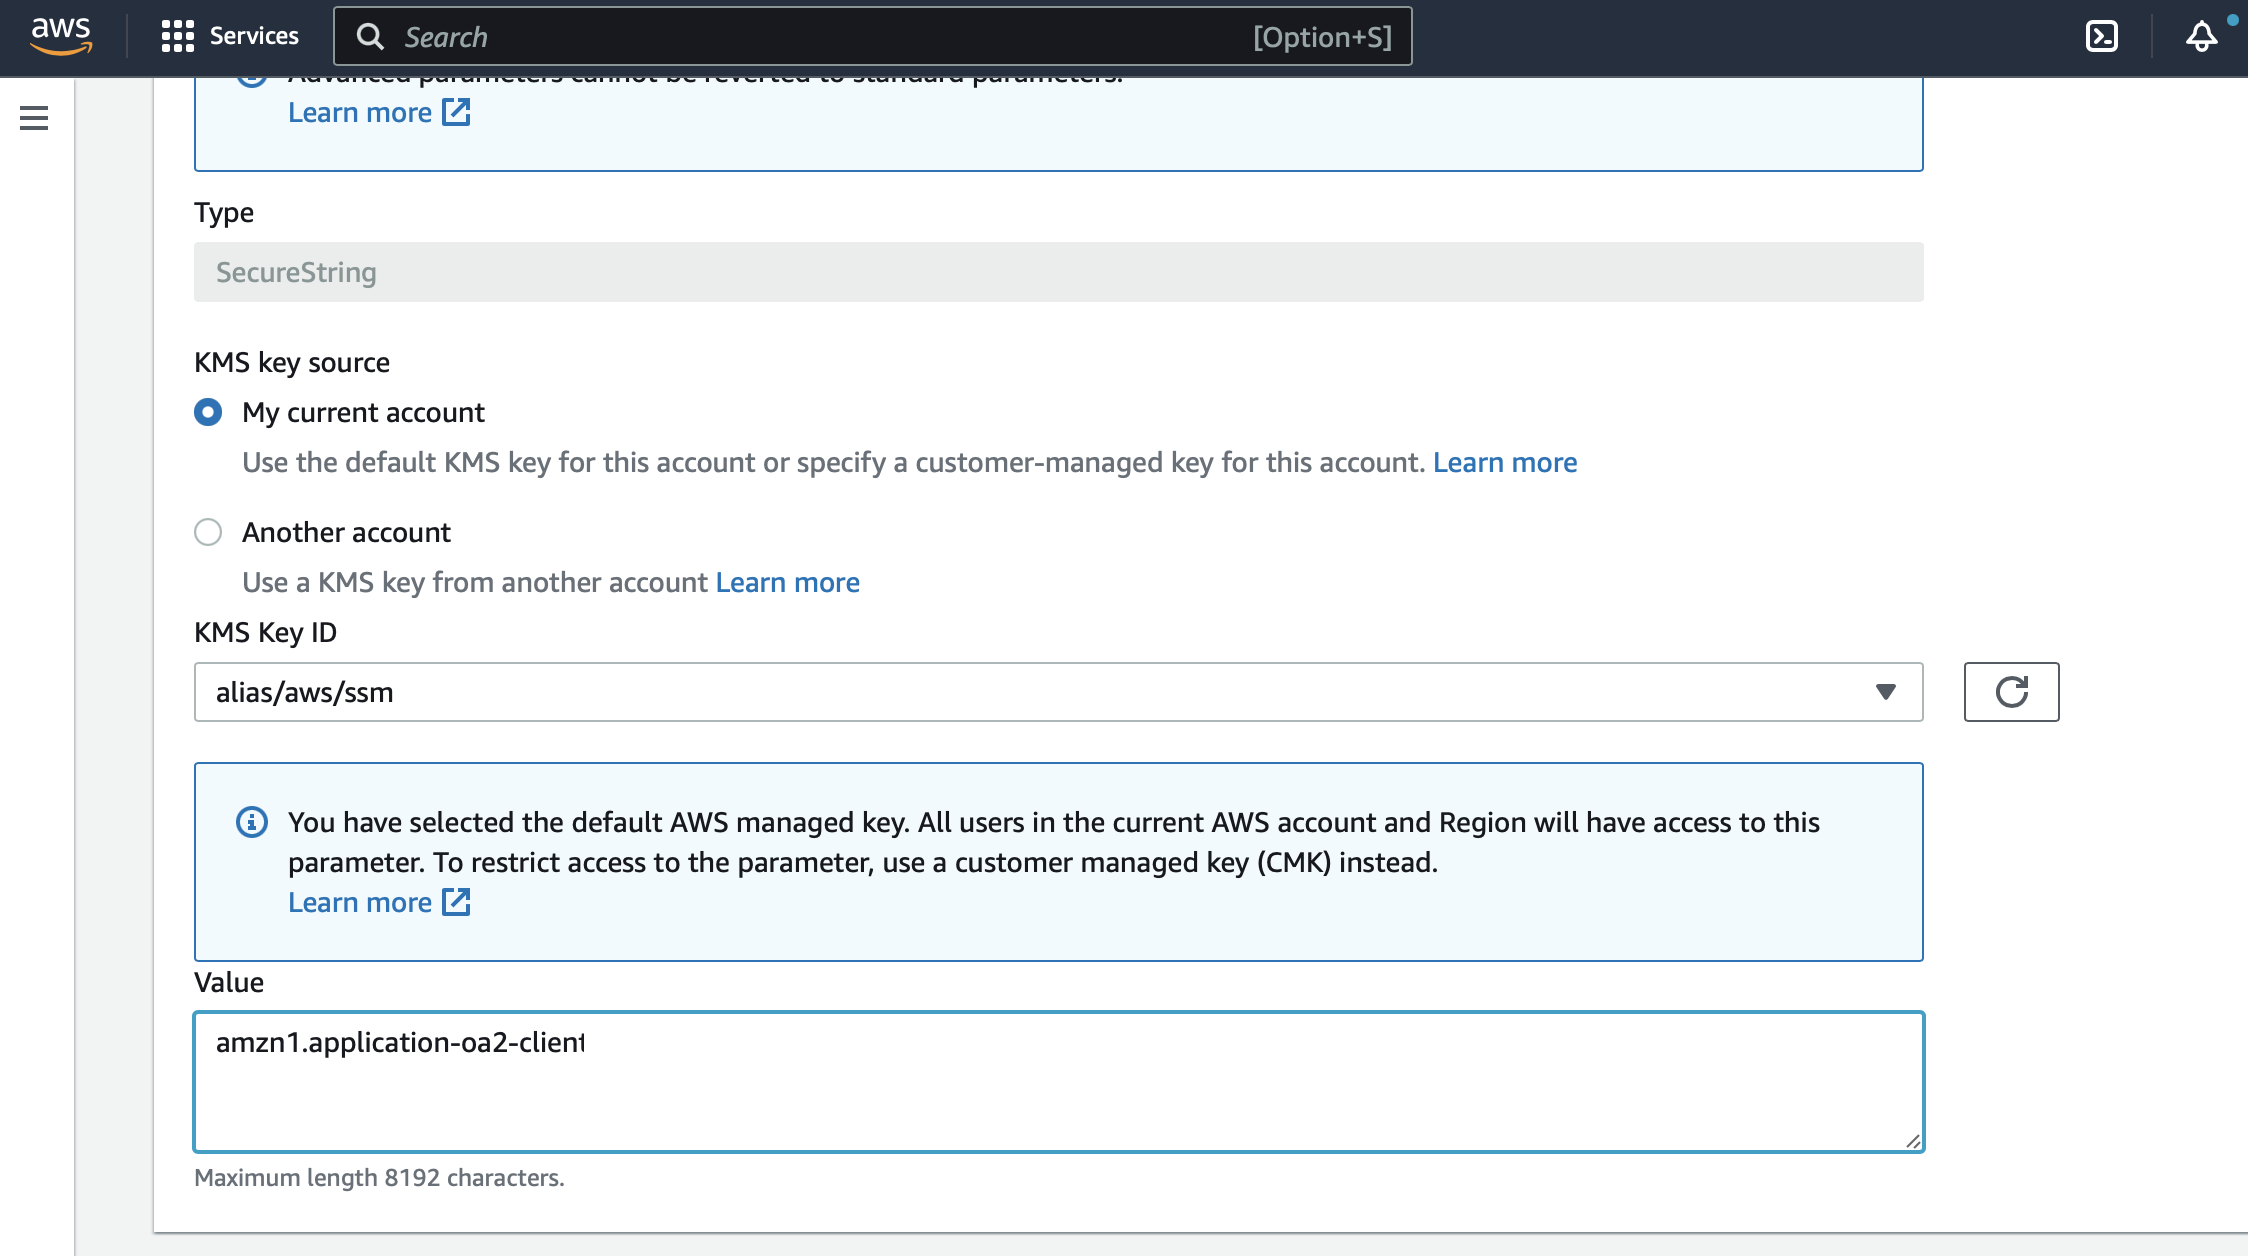 aws
Services
Search
[Option+S]
Advanced parameters cannot be reverted to standard parameters.
Learn more
Type
SecureString
KMS key source
My current account
Use the default KMS key for this account or specify a customer-managed key for this account. Learn more
Another account
Use a KMS key from another account Learn more
KMS Key ID
alias/aws/ssm
You have selected the default AWS managed key. All users in the current AWS account and Region will have access to this
parameter. To restrict access to the parameter, use a customer managed key (CMK) instead.
Learn more
Value
amzn1.application-oa2-client
Maximum length 8192 characters.